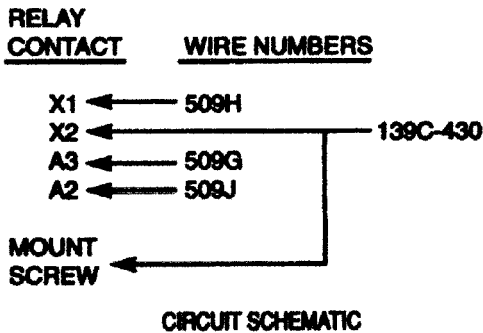 RELAY
CONTACT WIRE NUMBERS
X1 509H
X2 139C-430
A3 509G
A2 509J
MOUNT
SCREW
CIRCUIT SCHEMATIC